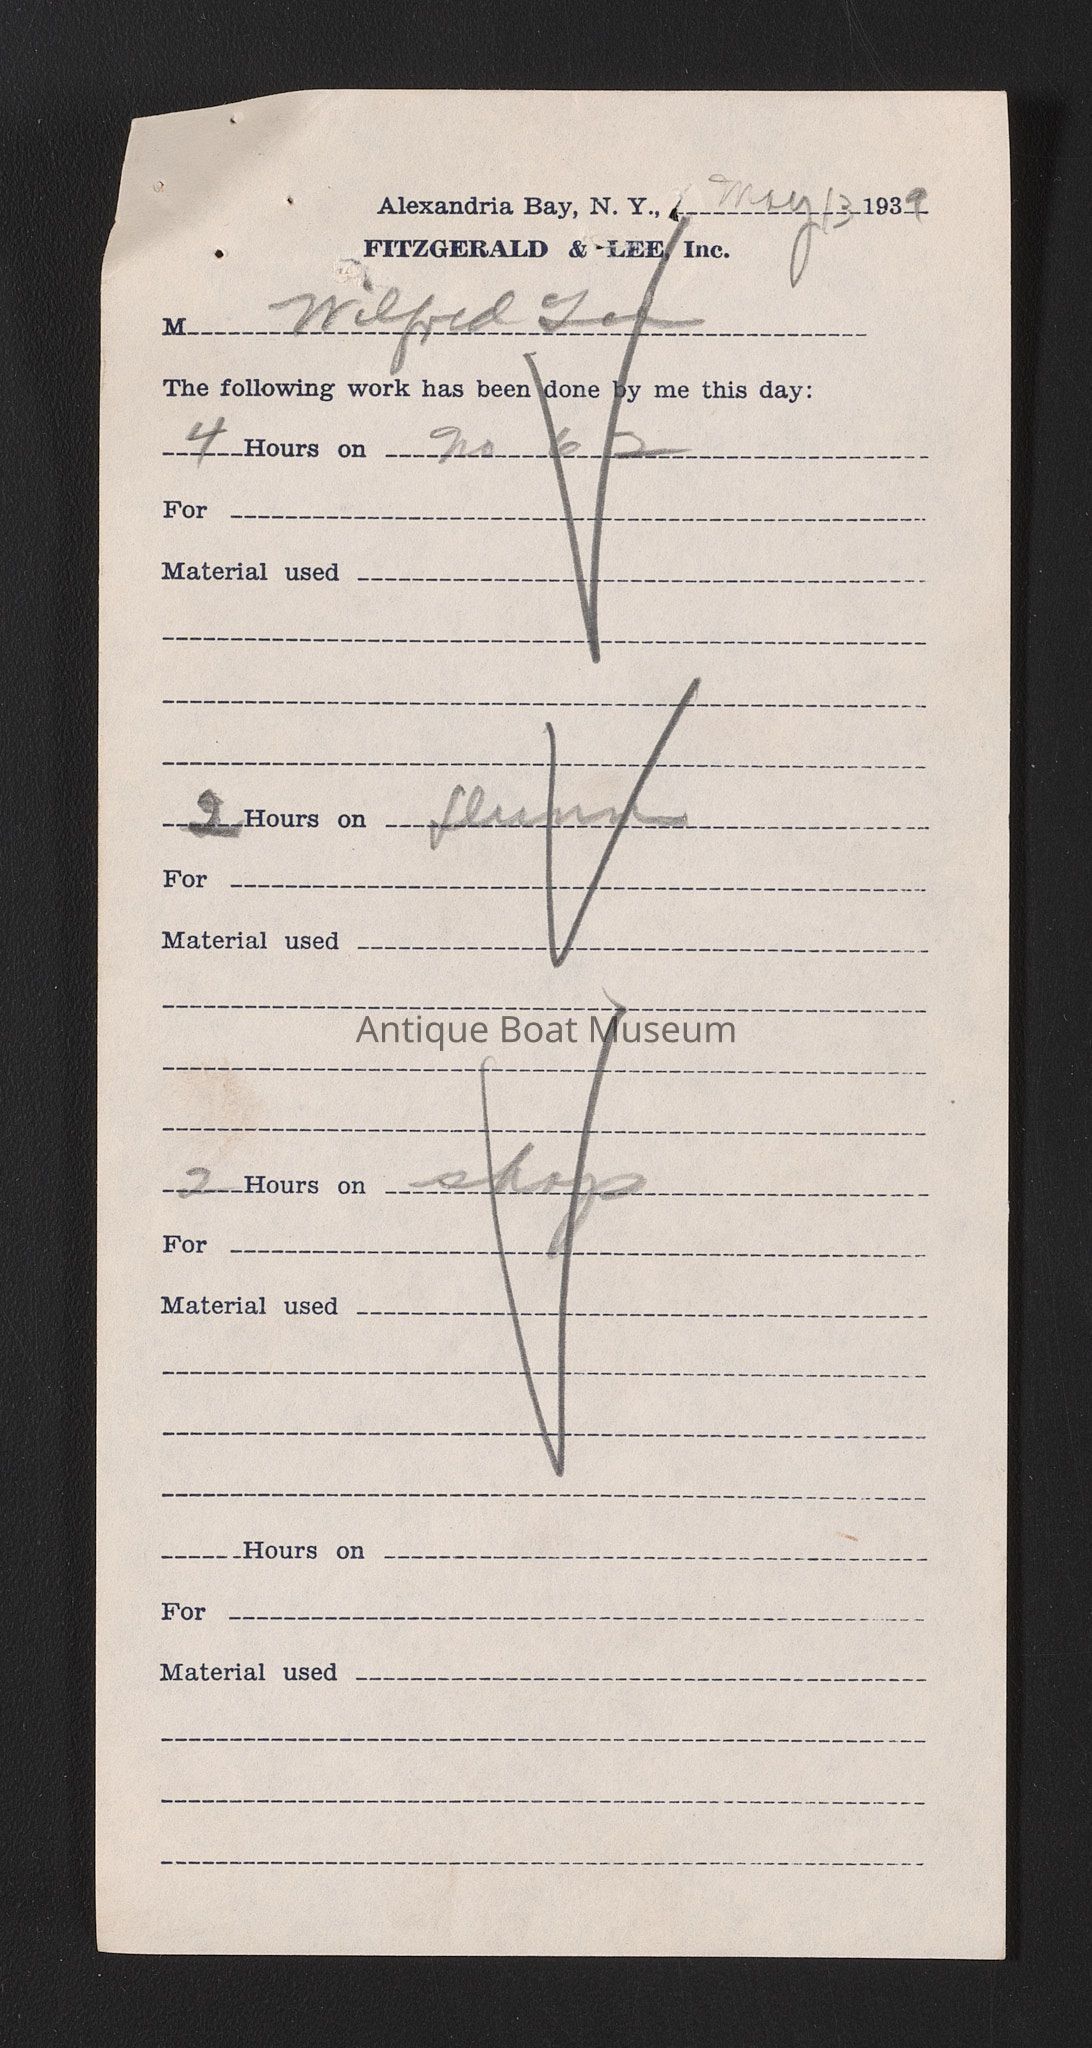 Alexandria Bay, N. Y., May 13 1939
FITZGERALD & LEE, Inc.
M Wilfred Lee
The following work has been done by me this day:
4 Hours on No 62
For
Material used
2 Hours on
For
Material used
Antique Boat Museum
2 Hours on shop
For
Material used
Hours on
For
Material used